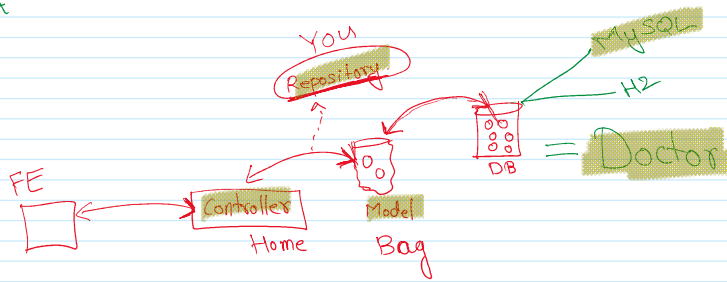 t
YOU
Repository
MySQL
H2
= Doctor
DB
FE
Controller
Model
Home
Bag